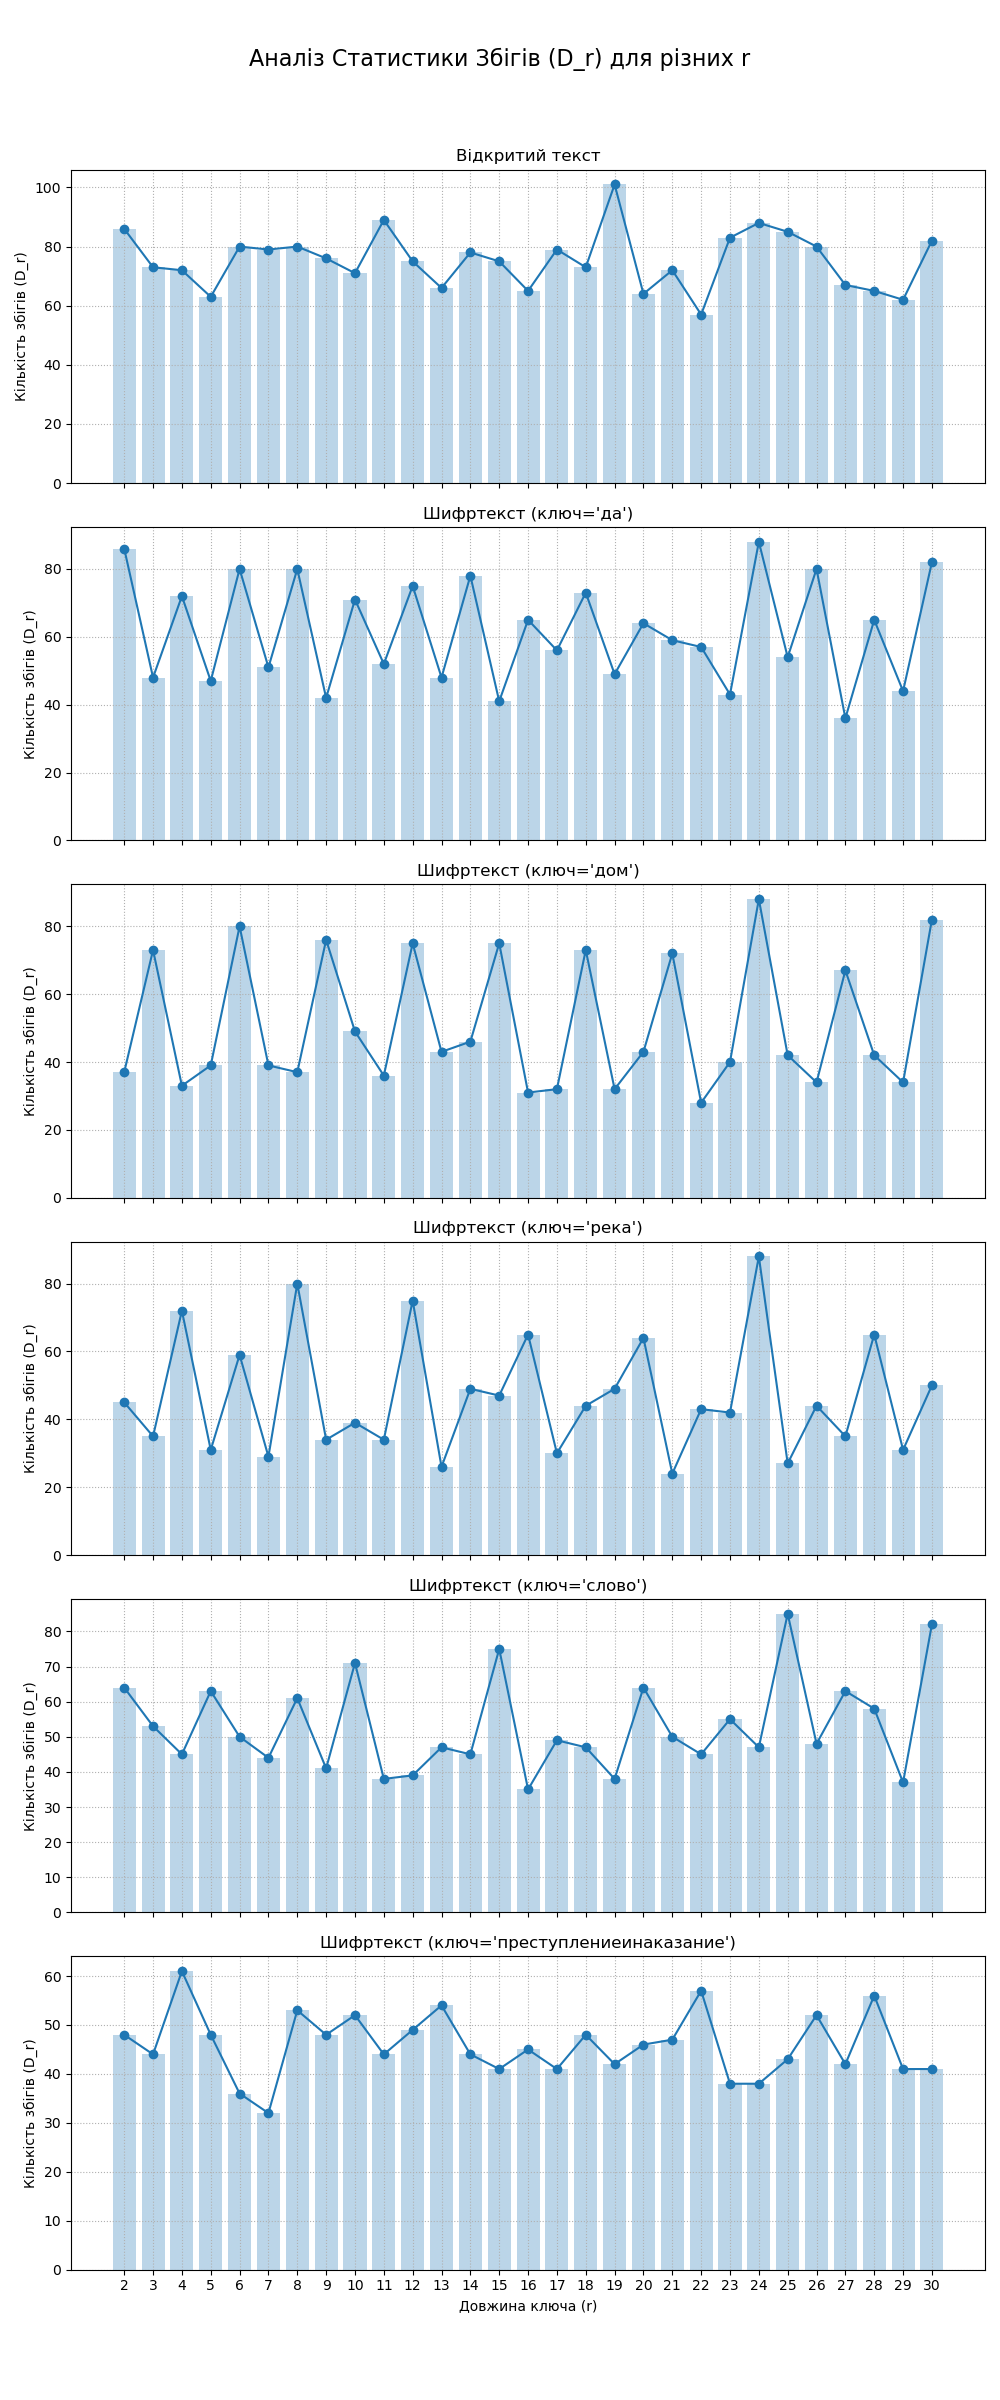 Аналіз Статистики Збігів (D_r) для різних r
Відкритий текст
Кількість збігів (D_r)
100
80
60
40
20
0
Шифртекст (ключ='да')
Кількість збігів (D_r)
80
60
40
20
0
Шифртекст (ключ='дом')
Кількість збігів (D_r)
80
60
40
20
0
Шифртекст (ключ='река')
Кількість збігів (D_r)
80
60
40
20
0
Шифртекст (ключ='слово')
Кількість збігів (D_r)
80
70
60
50
40
30
20
10
0
Шифртекст (ключ='преступлениеинаказание')
Кількість збігів (D_r)
60
50
40
30
20
10
0
2 3 4 5 6 7 8 9 10 11 12 13 14 15 16 17 18 19 20 21 22 23 24 25 26 27 28 29 30
Довжина ключа (r)